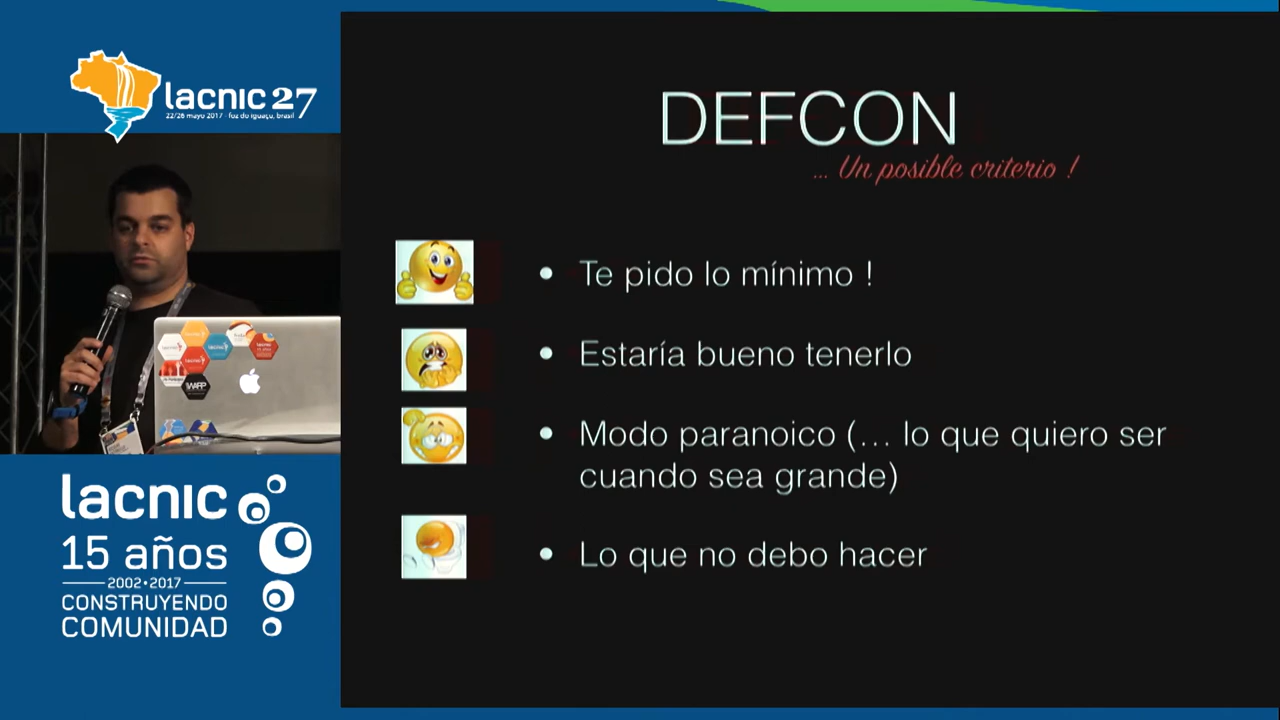 lacnic 27
22/26 mayo 2017 - foz do iguaçu, brasil
lacnic
15 años
2002•2017
CONSTRUYENDO
COMUNIDAD
DEFCON
... Un posible criterio !
• Te pido lo mínimo !
• Estaría bueno tenerlo
• Modo paranoico (... lo que quiero ser
cuando sea grande)
• Lo que no debo hacer